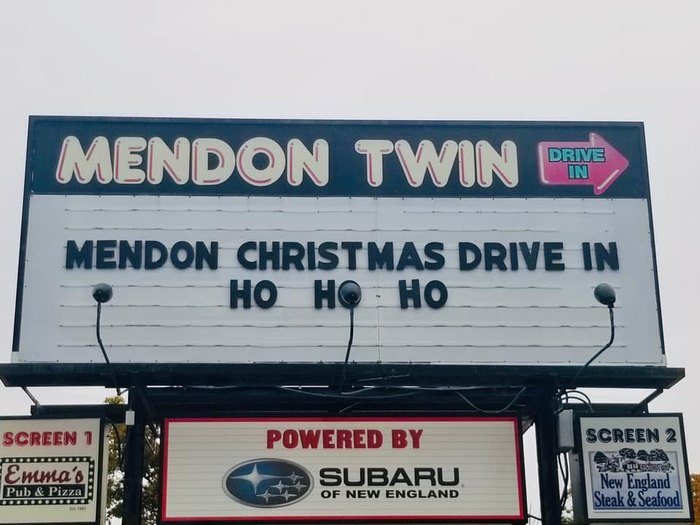 MENDON TWIN DRIVE
IN
MENDON CHRISTMAS DRIVE IN
HO HO HO
SCREEN 1
Emma's
Pub & Pizza
POWERED BY
SUBARU
OF NEW ENGLAND
SCREEN 2
New England
Steak & Seafood